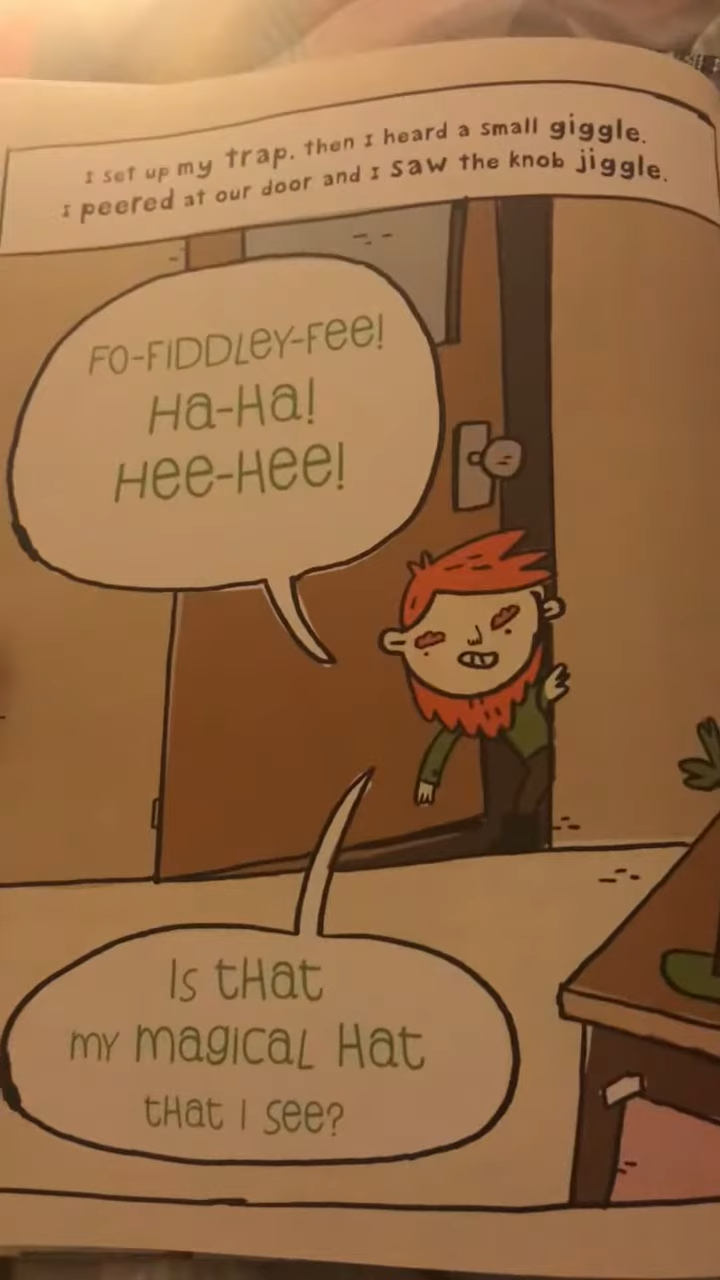 I set up my trap. then I heard a small giggle.
I peered at our door and I saw the knob jiggle.
FO-FIDDLEY-FEE!
Ha-Ha!
Hee-Hee!
Is tHat
my magical Hat
tHat I see?